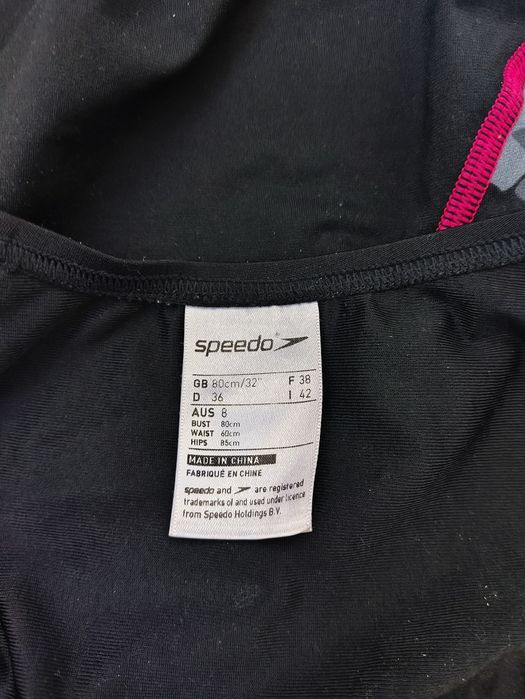 speedo
GB 80cm/32" F 38
D 36 I 42
AUS 8
BUST 80cm
WAIST 60cm
HIPS 85cm
MADE IN CHINA
FABRIQUÉ EN CHINE
speedo and are registered
trademarks of and used under licence
from Speedo Holdings B.V.